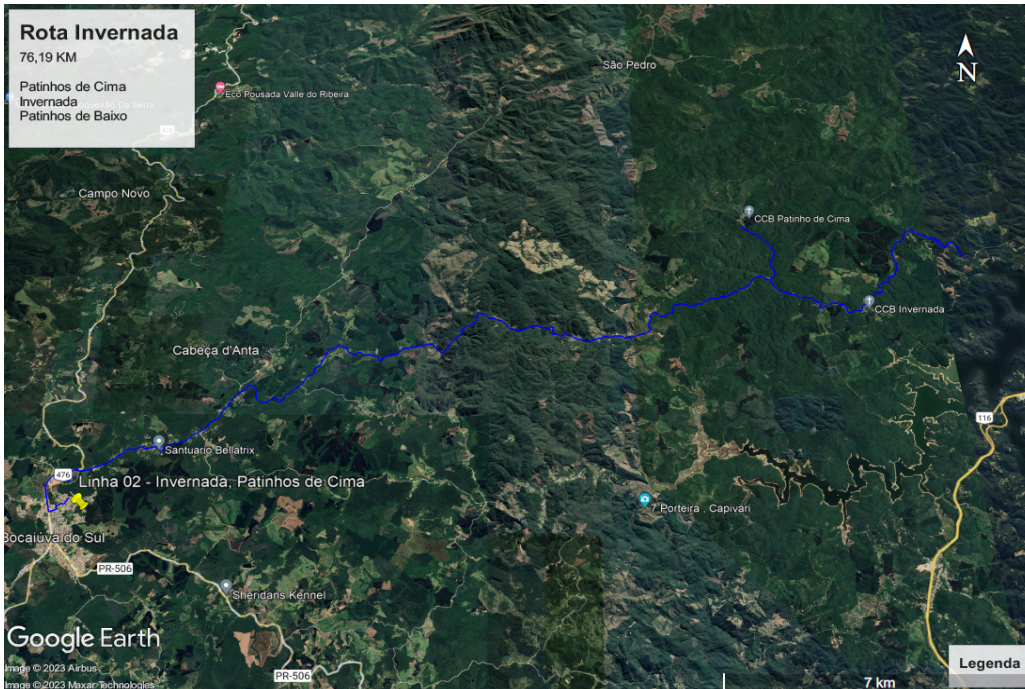 Rota Invernada
76,19 KM
Patinhos de Cima
Invernada
Patinhos de Baixo
N
São Pedro
Eco Pousada Valle do Ribeira
476
Campo Novo
CCB Patinho de Cima
CCB Invernada
Cabeça d'Anta
116
Santuario Bellatrix
476
Linha 02 - Invernada, Patinhos de Cima
7 Porteira , Capivari
Bocaiúva do Sul
PR-506
Sheridans Kennel
Google Earth
Image © 2023 Airbus
Image © 2023 Maxar Technologies
PR-506
7 km
Legenda